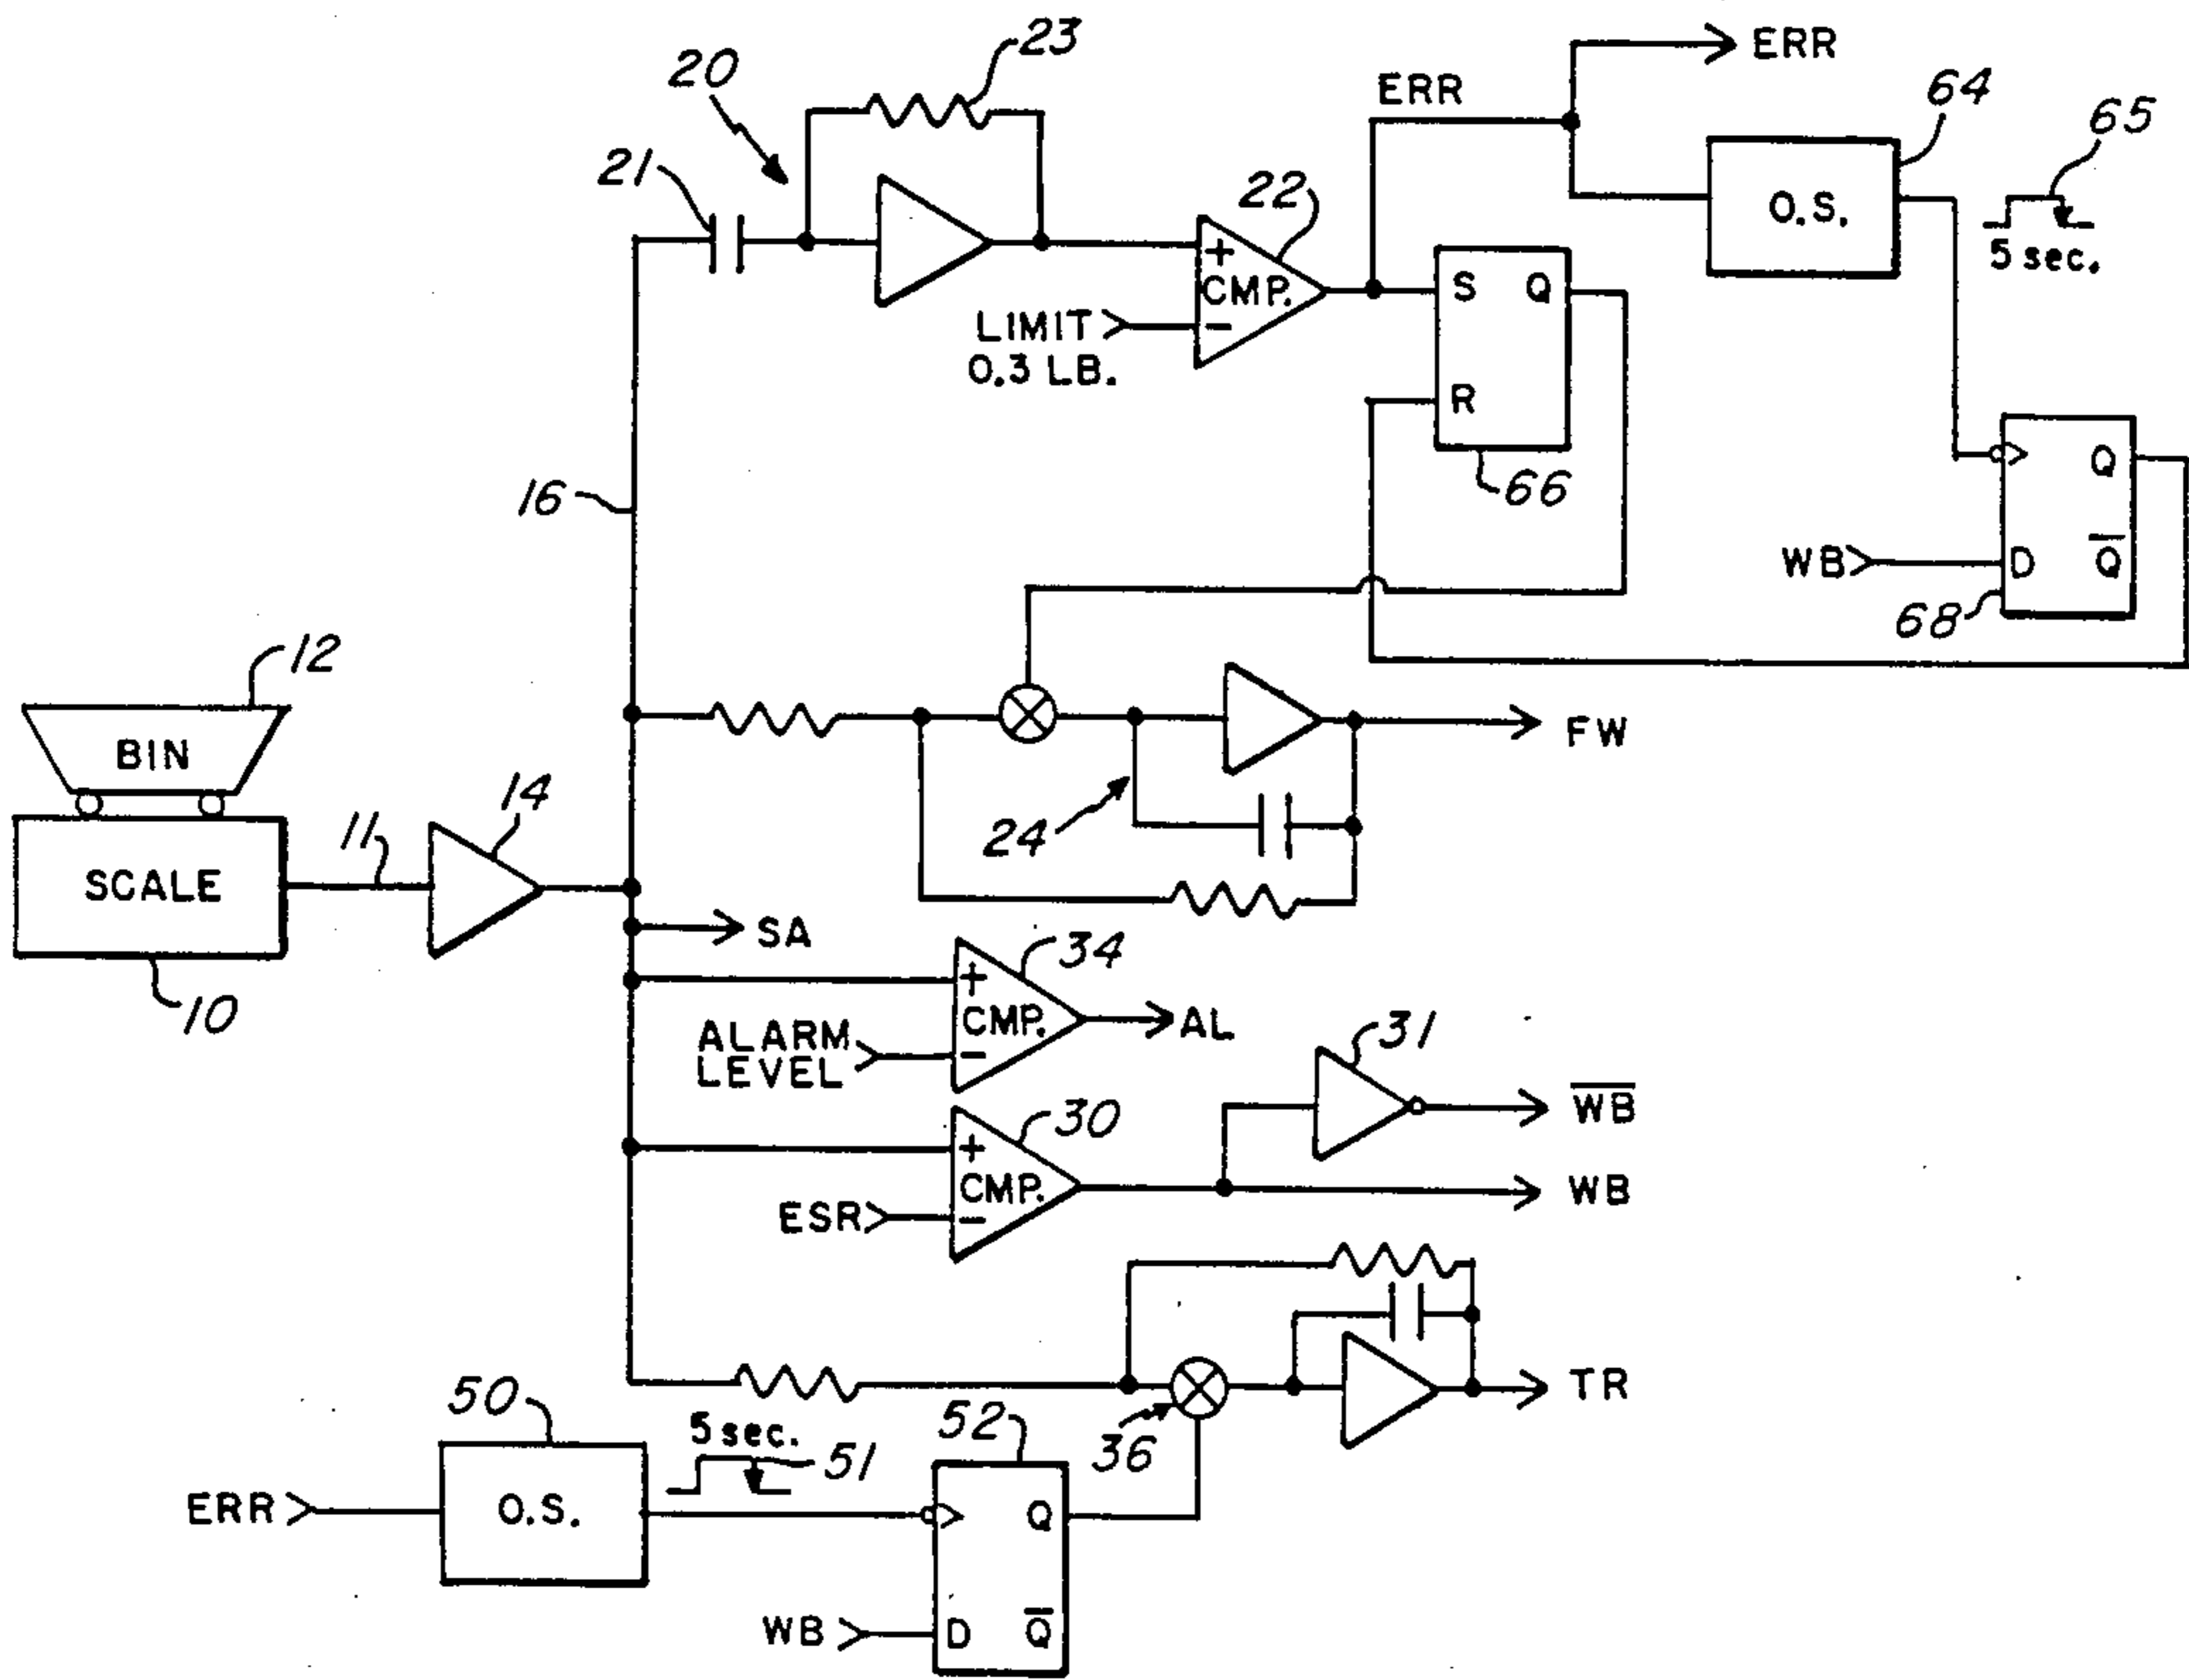 23
ERR
20
ERR
64
65
21
22
O.S.
+
CMP.
-
S Q
5 sec.
LIMIT
0.3 LB.
R
Q
16
66
WB
D Q̅
68
12
FW
BIN
14
24
11
SCALE
SA
34
+
10
CMP.
AL
31
ALARM
LEVEL
-
W̅B̅
30
+
CMP.
WB
ESR
-
TR
50
5 sec.
52
36
51
ERR
O.S.
Q
WB
D Q̅